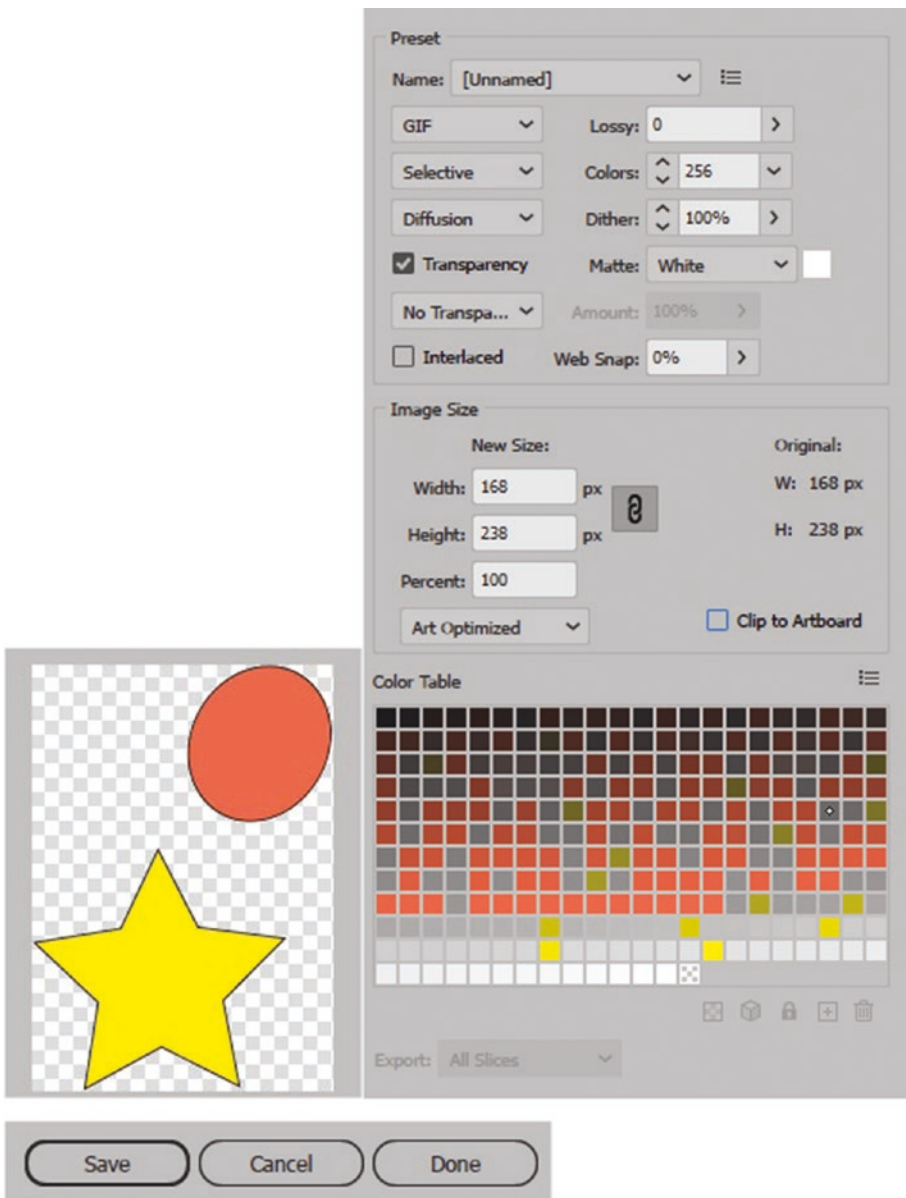 Preset
Name: [Unnamed]
GIF Lossy: 0
Selective Colors: 256
Diffusion Dither: 100%
Transparency Matte: White
No Transpa... Amount: 100%
Interlaced Web Snap: 0%
Image Size
New Size: Original:
Width: 168 px W: 168 px
Height: 238 px H: 238 px
Percent: 100
Art Optimized Clip to Artboard
Color Table
Export: All Slices
Save Cancel Done